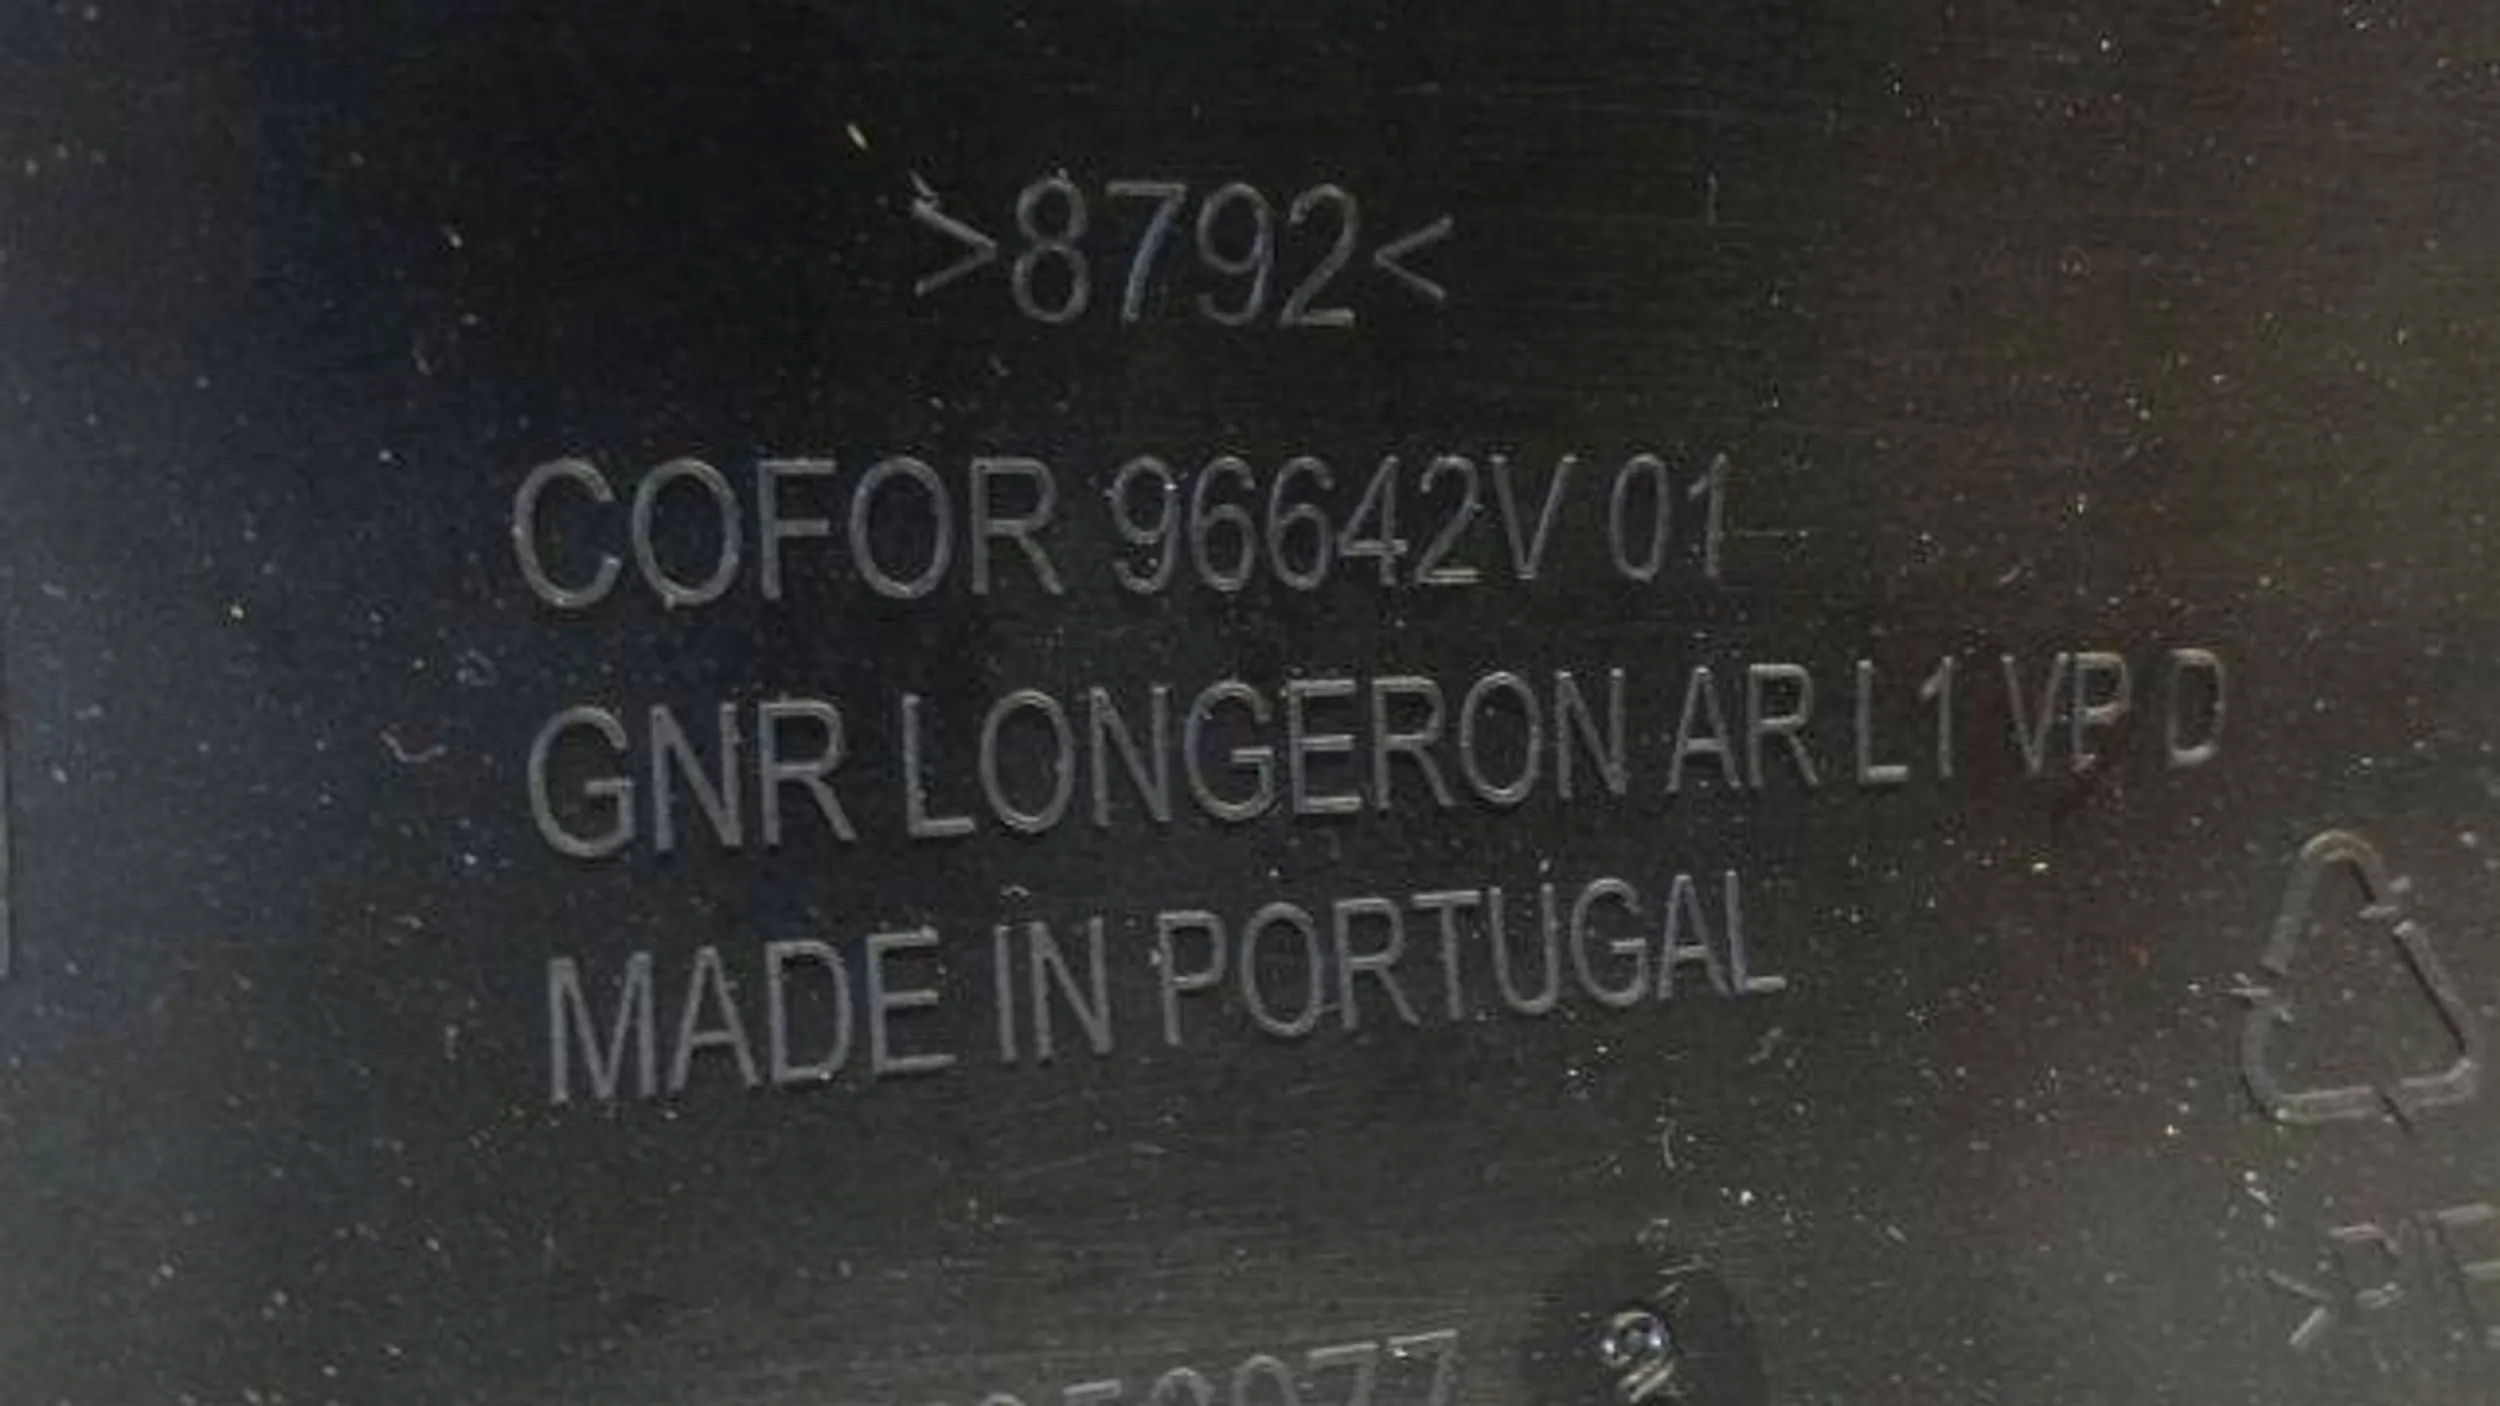 >8792<
COFOR 96642V 01
GNR LONGERON AR L1 VP D
MADE IN PORTUGAL